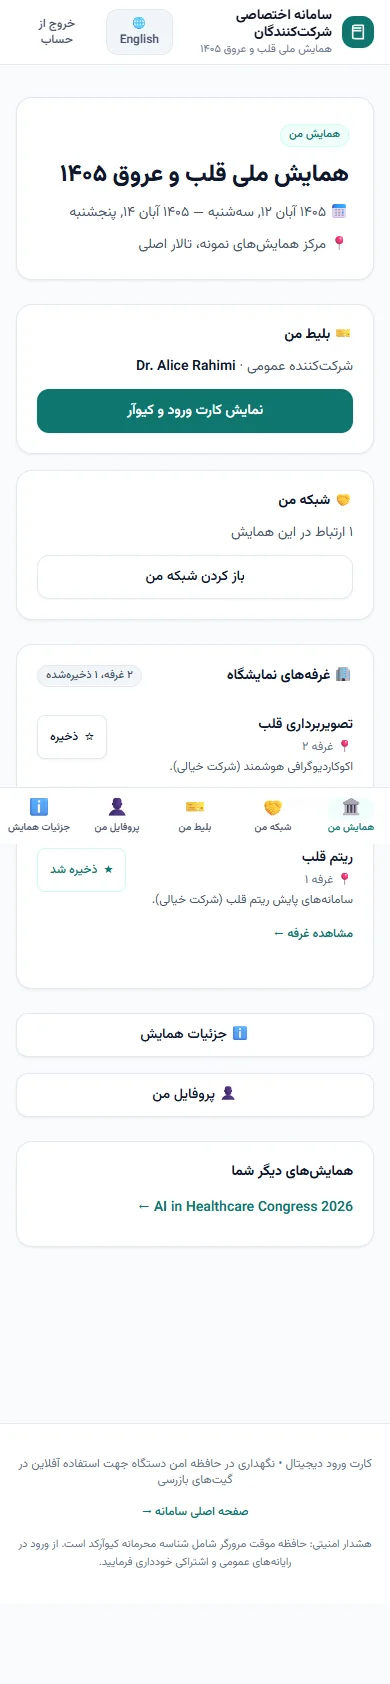 سامانه اختصاصی
شرکت‌کنندگان
همایش ملی قلب و عروق ۱۴۰۵
English
خروج از
حساب
همایش من
همایش ملی قلب و عروق ۱۴۰۵
۱۴۰۵ آبان ۱۲, سه‌شنبه — ۱۴۰۵ آبان ۱۴, پنجشنبه
مرکز همایش‌های نمونه، تالار اصلی
بلیط من
شرکت‌کننده عمومی · Dr. Alice Rahimi
نمایش کارت ورود و کیوآر
شبکه من
۱ ارتباط در این همایش
باز کردن شبکه من
غرفه‌های نمایشگاه
۲ غرفه، ۱ ذخیره‌شده
تصویربرداری قلب
☆ ذخیره
غرفه ۲
اکوکاردیوگرافی هوشمند (شرکت خیالی).
همایش من
شبکه من
بلیط من
پروفایل من
جزئیات همایش
ریتم قلب
★ ذخیره شد
غرفه ۱
سامانه‌های پایش ریتم قلب (شرکت خیالی).
مشاهده غرفه ←
جزئیات همایش
پروفایل من
همایش‌های دیگر شما
AI in Healthcare Congress 2026 ←
کارت ورود دیجیتال • نگهداری در حافظه امن دستگاه جهت استفاده آفلاین در
گیت‌های بازرسی
صفحه اصلی سامانه →
هشدار امنیتی: حافظه موقت مرورگر شامل شناسه محرمانه کیوآرکد است. از ورود در
رایانه‌های عمومی و اشتراکی خودداری فرمایید.